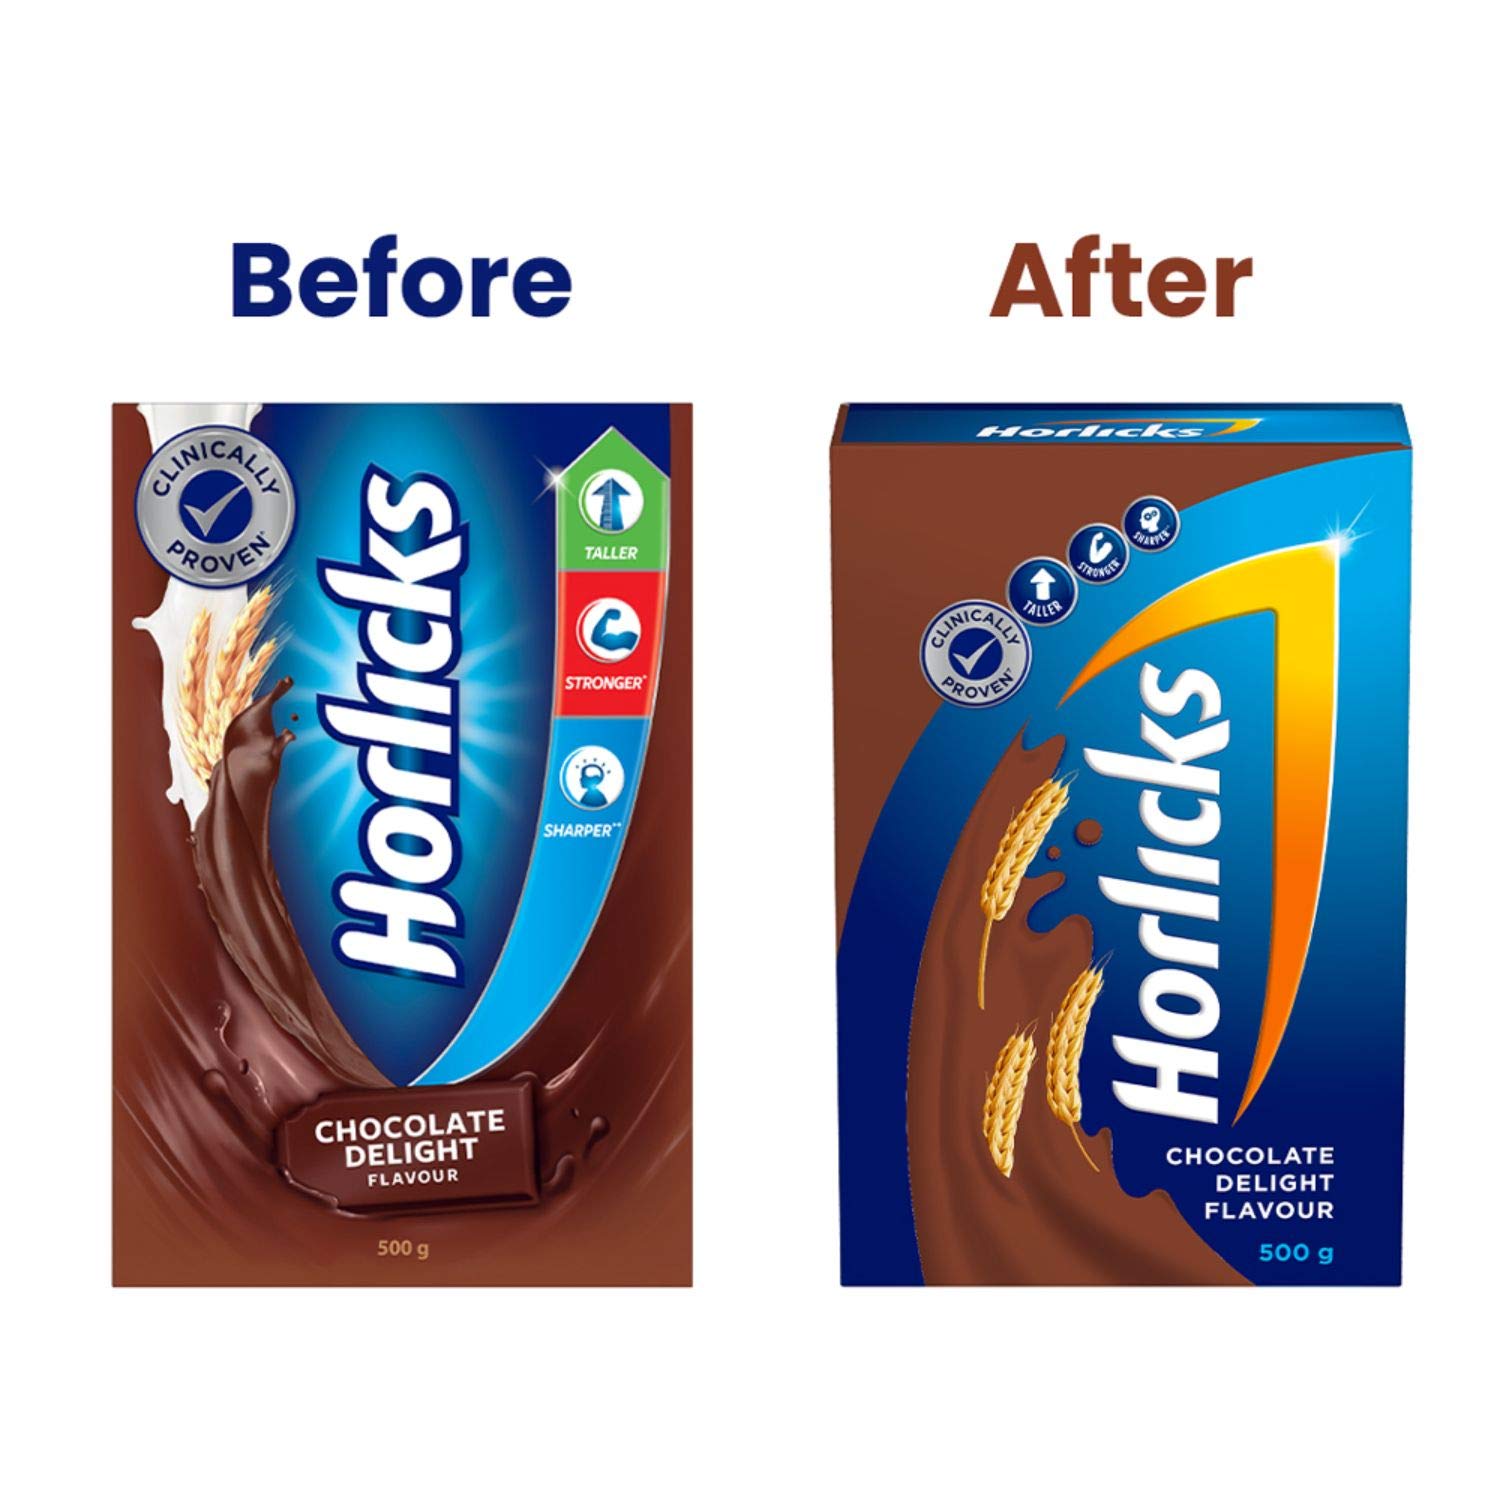 Before
After
CLINICALLY
PROVEN*
Horlicks
TALLER
STRONGER*
SHARPER**
CHOCOLATE
DELIGHT
FLAVOUR
500 g
Horlicks
CLINICALLY
PROVEN
TALLER
STRONGER
SHARPER
Horlicks
CHOCOLATE
DELIGHT
FLAVOUR
500 g